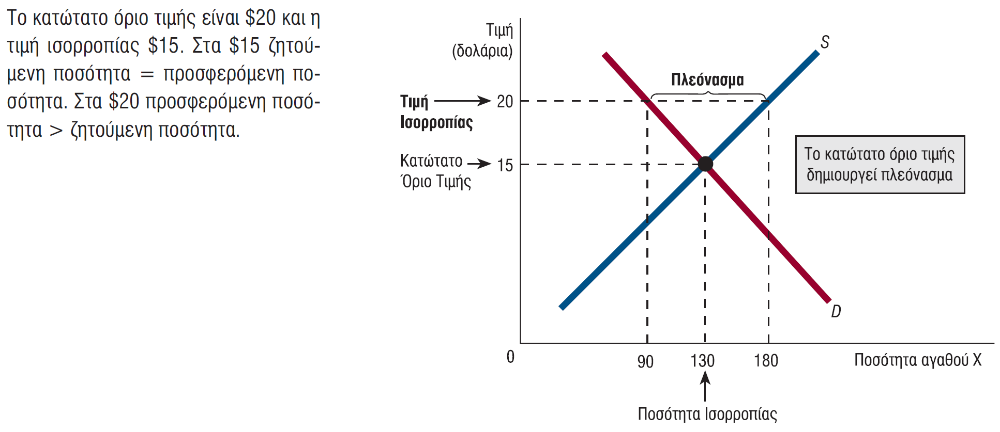 Το κατώτατο όριο τιμής είναι $20 και η
τιμή ισορροπίας $15. Στα $15 ζητού-
μενη ποσότητα = προσφερόμενη πο-
σότητα. Στα $20 προσφερόμενη ποσό-
τητα > ζητούμενη ποσότητα.
Τιμή
(δολάρια)
S
Πλεόνασμα
Τιμή
Ισορροπίας
20
Κατώτατο
Όριο Τιμής
15
Το κατώτατο όριο τιμής
δημιουργεί πλεόνασμα
D
0
90
130
180
Ποσότητα αγαθού X
Ποσότητα Ισορροπίας